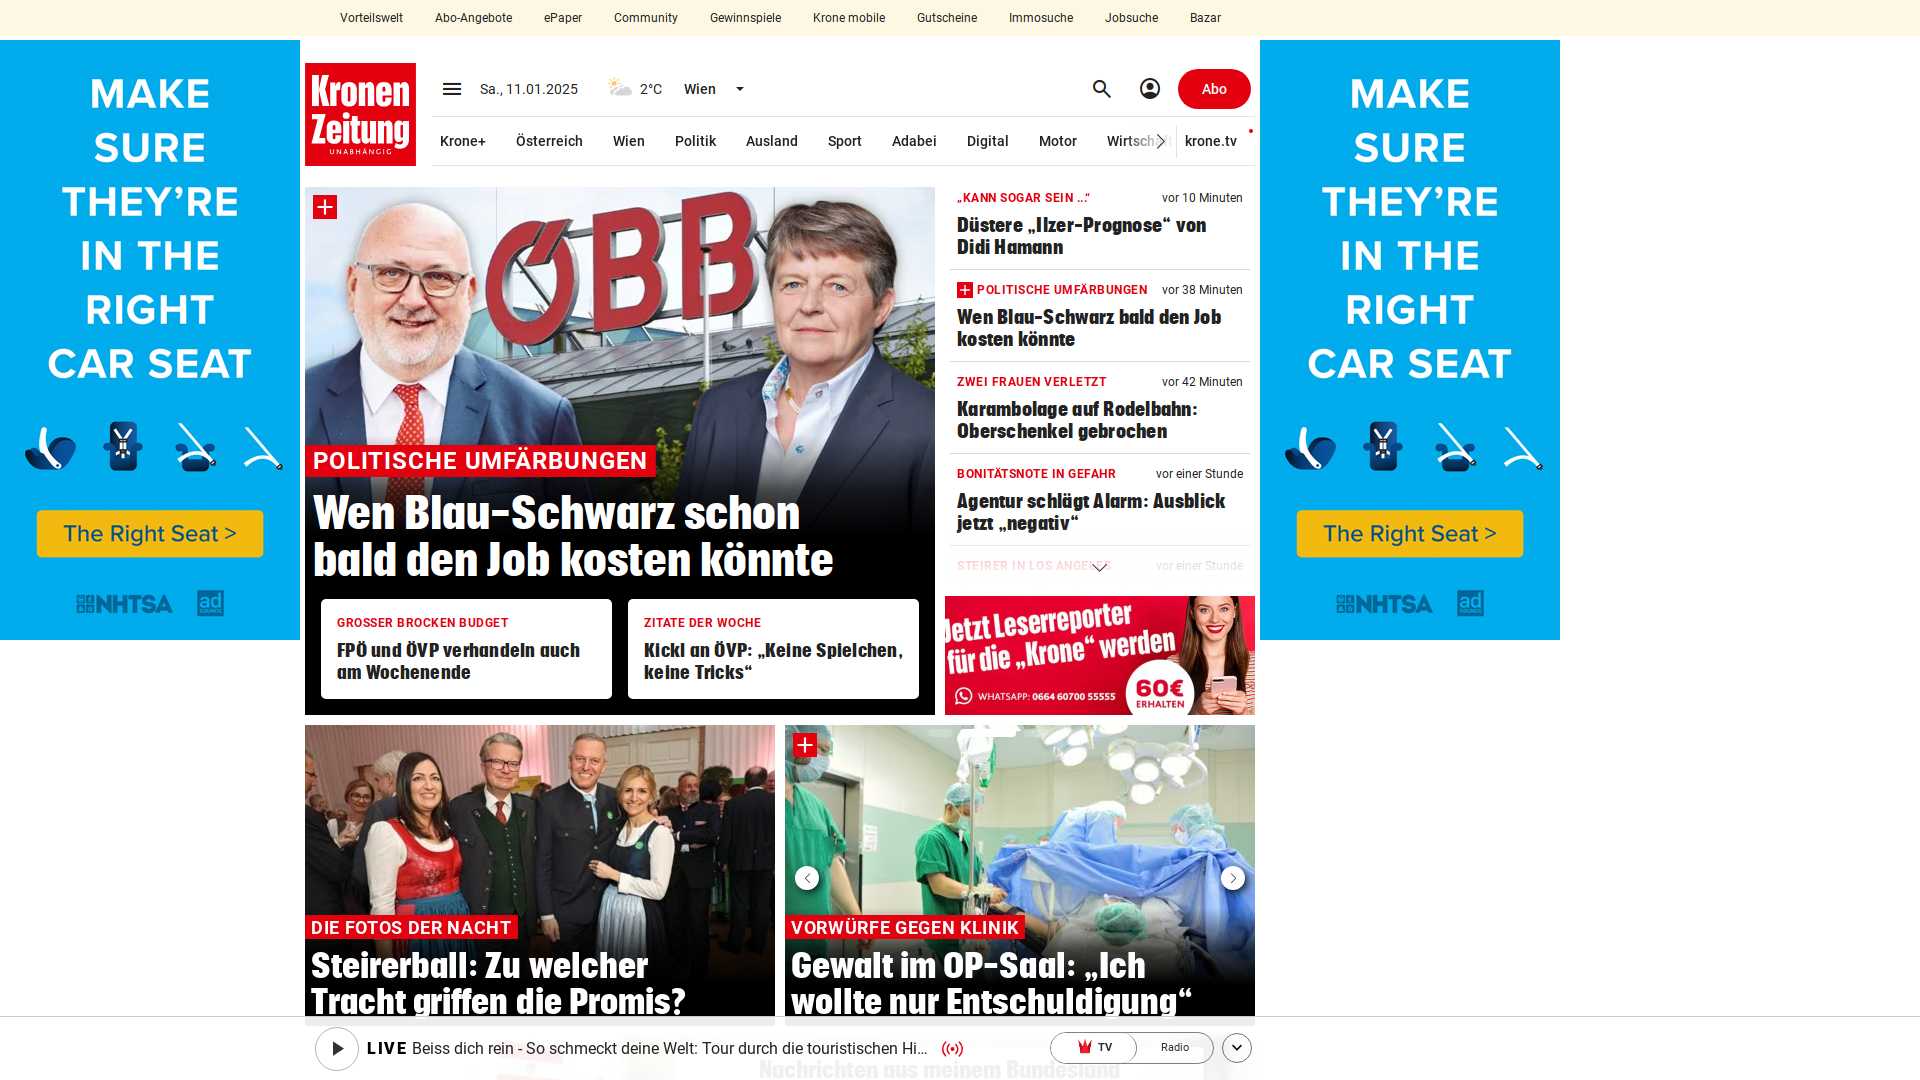 Vorteilswelt Abo-Angebote ePaper Community Gewinnspiele Krone mobile Gutscheine Immosuche Jobsuche Bazar
MAKE
SURE
THEY'RE
IN THE
RIGHT
CAR SEAT
The Right Seat >
NHTSA ad
Kronen
Zeitung
UNABHÄNGIG
Sa., 11.01.2025 2°C Wien Abo
Krone+ Österreich Wien Politik Ausland Sport Adabei Digital Motor Wirtschaft krone.tv
ÖBB
POLITISCHE UMFÄRBUNGEN
Wen Blau-Schwarz schon
bald den Job kosten könnte
GROSSER BROCKEN BUDGET
FPÖ und ÖVP verhandeln auch
am Wochenende
ZITATE DER WOCHE
Kickl an ÖVP: „Keine Spielchen,
keine Tricks“
„KANN SOGAR SEIN ...“ vor 10 Minuten
Düstere „Ilzer-Prognose“ von
Didi Hamann
POLITISCHE UMFÄRBUNGEN vor 38 Minuten
Wen Blau-Schwarz bald den Job
kosten könnte
ZWEI FRAUEN VERLETZT vor 42 Minuten
Karambolage auf Rodelbahn:
Oberschenkel gebrochen
BONITÄTSNOTE IN GEFAHR vor einer Stunde
Agentur schlägt Alarm: Ausblick
jetzt „negativ“
STEIRER IN LOS ANGELES vor einer Stunde
Jetzt Leserreporter
für die „Krone“ werden
WHATSAPP: 0664 60700 55555
60€
ERHALTEN
MAKE
SURE
THEY'RE
IN THE
RIGHT
CAR SEAT
The Right Seat >
NHTSA ad
DIE FOTOS DER NACHT
Steirerball: Zu welcher
Tracht griffen die Promis?
VORWÜRFE GEGEN KLINIK
Gewalt im OP-Saal: „Ich
wollte nur Entschuldigung“
LIVE Beiss dich rein - So schmeckt deine Welt: Tour durch die touristischen Hi... TV Radio
Nachrichten aus meinem Bundesland